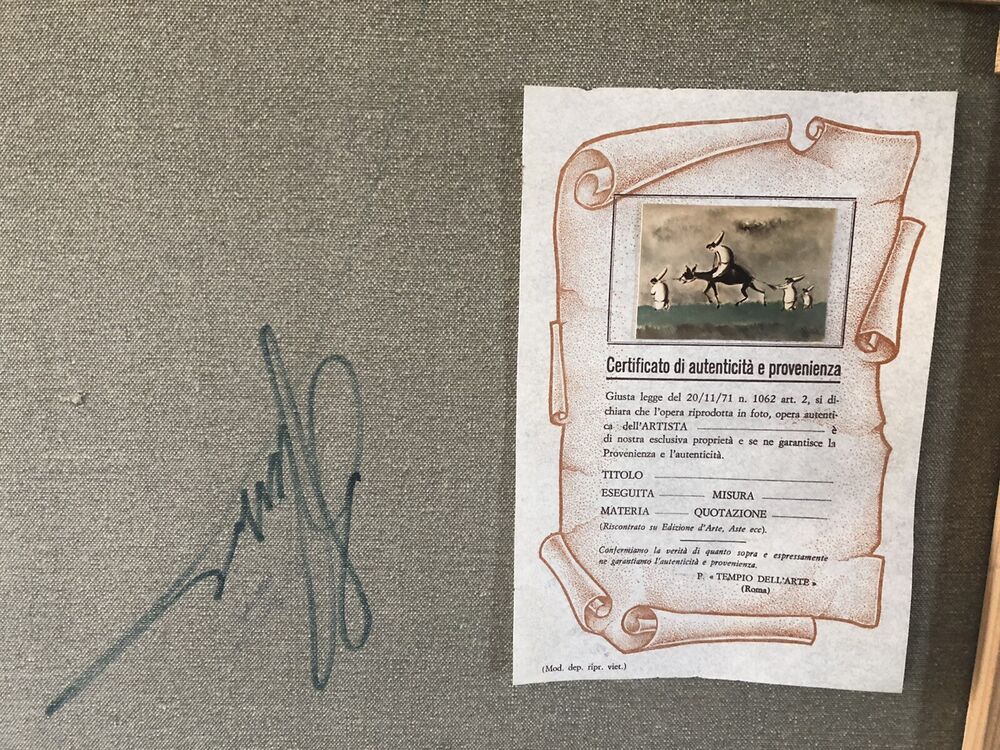 Certificato di autenticità e provenienza
Giusta legge del 20/11/71 n. 1062 art. 2, si di-
chiara che l'opera riprodotta in foto, opera autenti-
ca dell'ARTISTA è
di nostra esclusiva proprietà e se ne garantisce la
Provenienza e l'autenticità.
TITOLO
ESEGUITA MISURA
MATERIA QUOTAZIONE
(Riscontrato su Edizione d'Arte, Aste ecc).
Confermiamo la verità di quanto sopra e espressamente
ne garantiamo l'autenticità e provenienza.
P. « TEMPIO DELL'ARTE »
(Roma)
(Mod. dep. ripr. viet.)